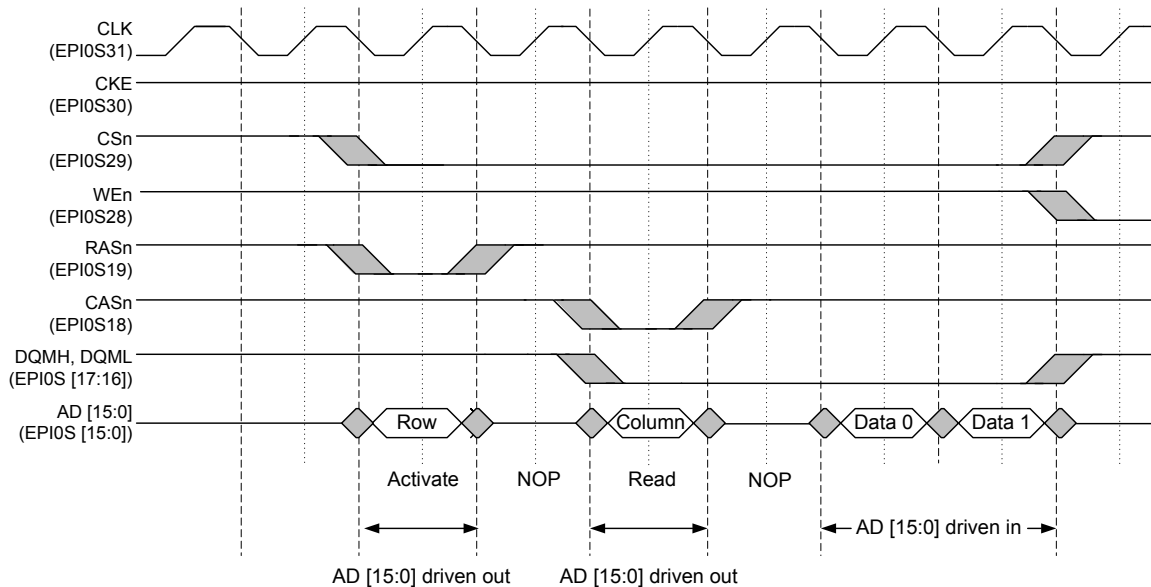 CLK
(EPI0S31)
CKE
(EPI0S30)
CSn
(EPI0S29)
WEn
(EPI0S28)
RASn
(EPI0S19)
CASn
(EPI0S18)
DQMH, DQML
(EPI0S [17:16])
AD [15:0]
(EPI0S [15:0])
Row
Column
Data 0
Data 1
Activate
NOP
Read
NOP
AD [15:0] driven in
AD [15:0] driven out
AD [15:0] driven out